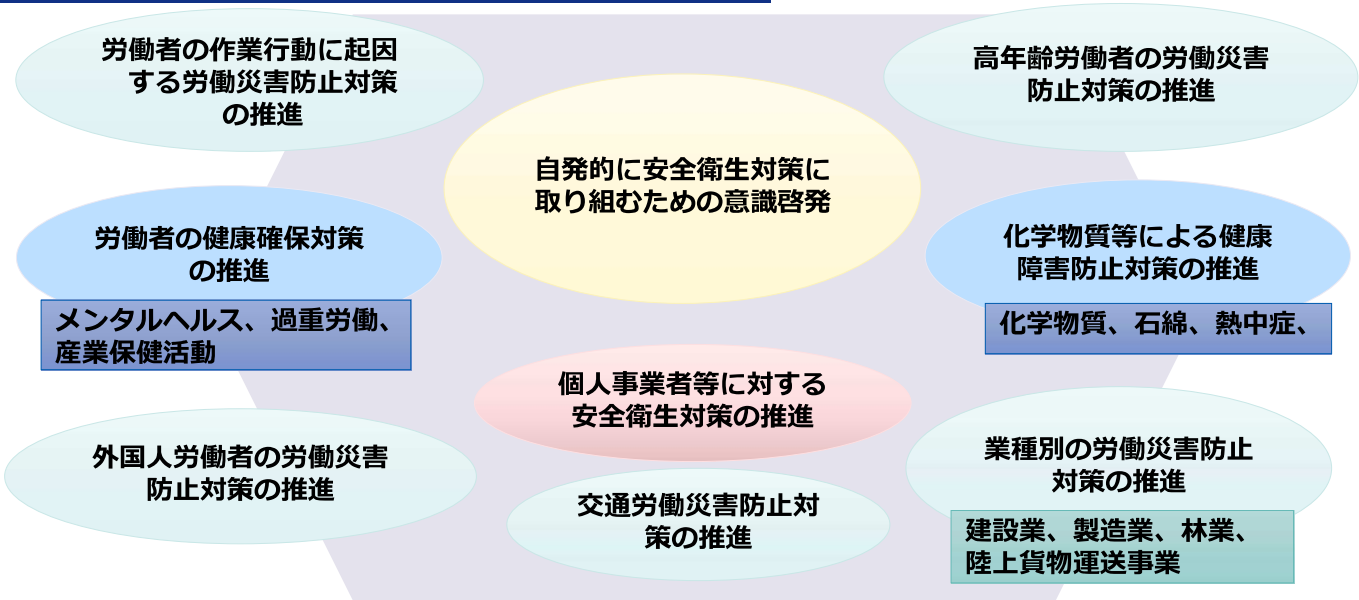 労働者の作業行動に起因
する労働災害防止対策
の推進
高年齢労働者の労働災害
防止対策の推進
自発的に安全衛生対策に
取り組むための意識啓発
労働者の健康確保対策
の推進
メンタルヘルス、過重労働、
産業保健活動
化学物質等による健康
障害防止対策の推進
化学物質、石綿、熱中症、
個人事業者等に対する
安全衛生対策の推進
外国人労働者の労働災害
防止対策の推進
業種別の労働災害防止
対策の推進
建設業、製造業、林業、
陸上貨物運送事業
交通労働災害防止対
策の推進